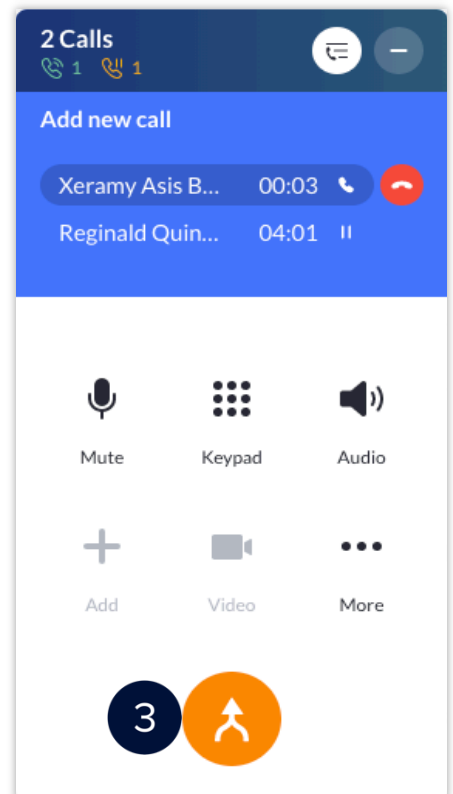 2 Calls
1 1
Add new call
Xeramy Asis B... 00:03
Reginald Quin... 04:01
Mute Keypad Audio
Add Video More
3